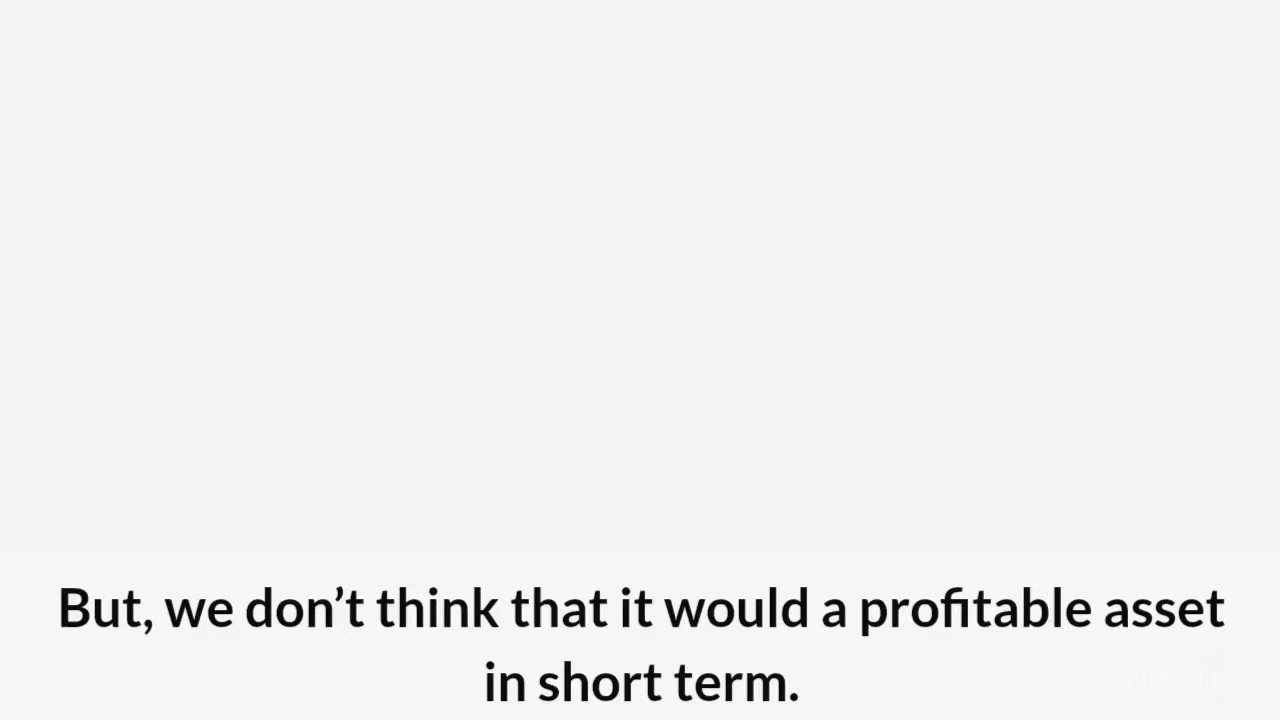 But, we don’t think that it would a profitable asset
in short term.